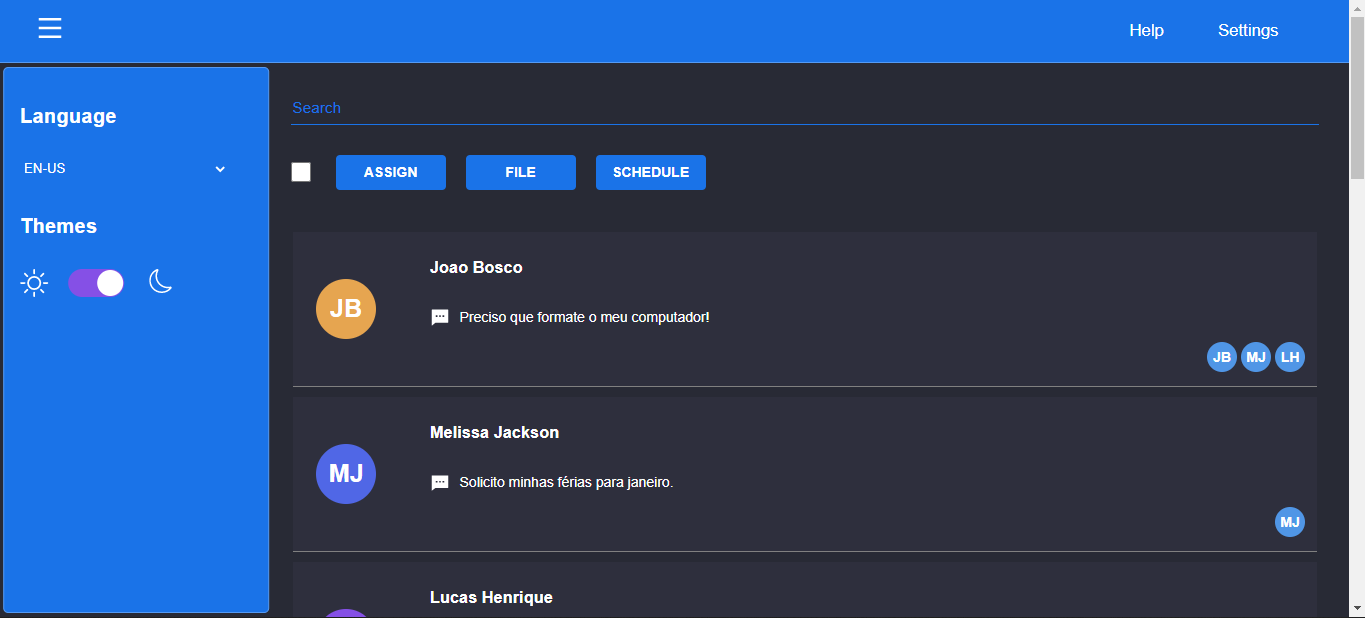 Help Settings
Language
EN-US
Themes
Search
ASSIGN FILE SCHEDULE
Joao Bosco
JB
Preciso que formate o meu computador!
JB MJ LH
Melissa Jackson
MJ
Solicito minhas férias para janeiro.
MJ
Lucas Henrique